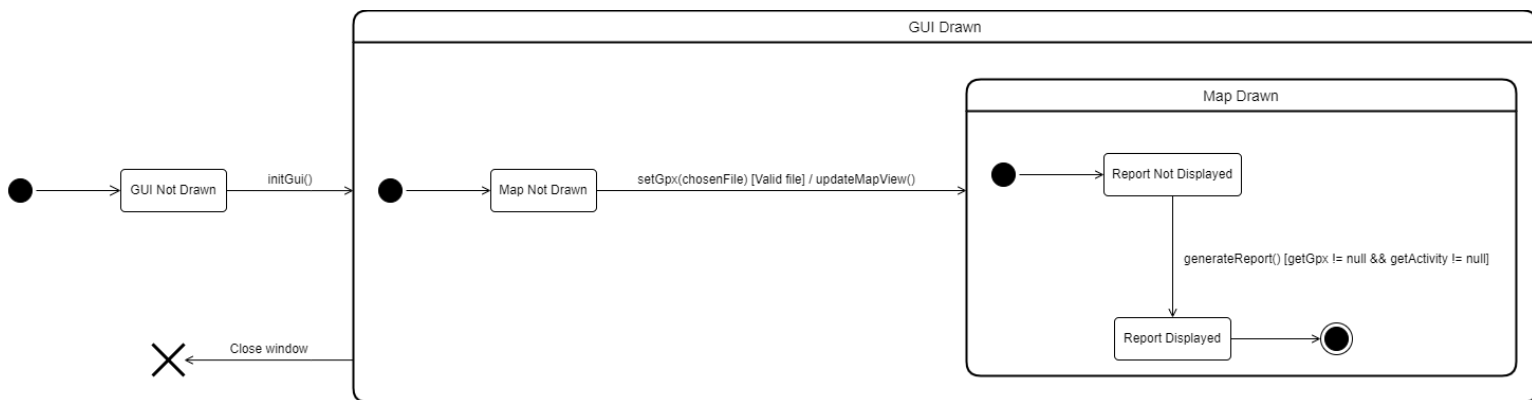 GUI Drawn
Map Drawn
GUI Not Drawn
initGui()
Map Not Drawn
setGpx(chosenFile) [Valid file] / updateMapView()
Report Not Displayed
generateReport() [getGpx != null && getActivity != null]
Report Displayed
Close window